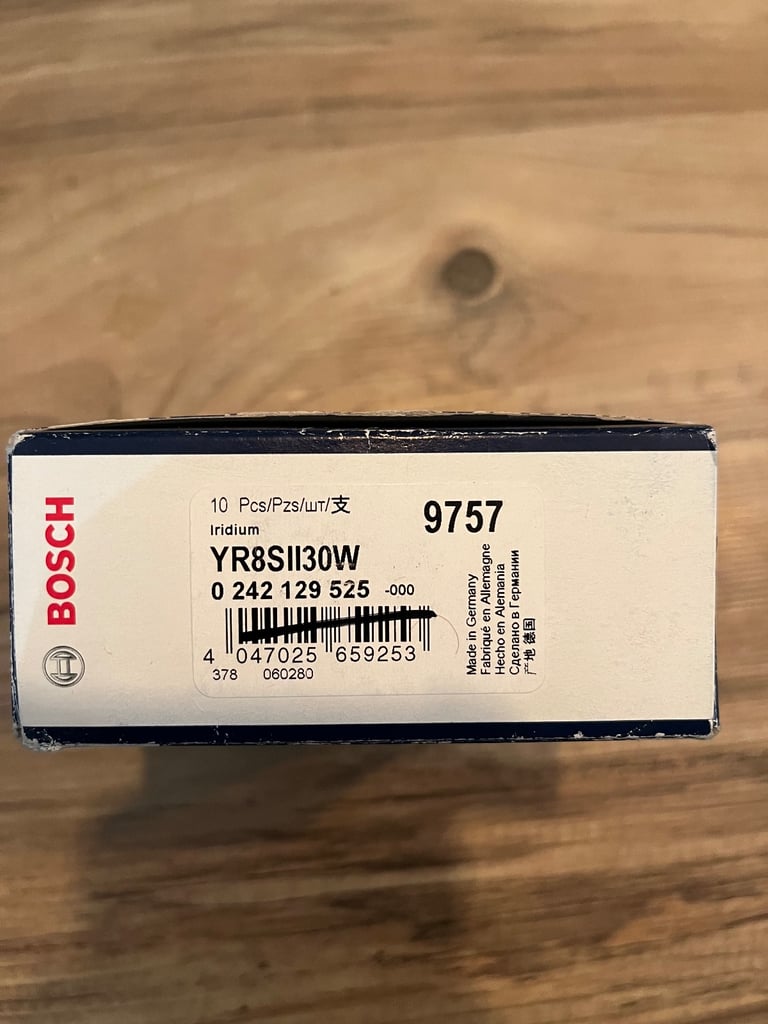 BOSCH
10 Pcs/Pzs/шт/支
Iridium
9757
YR8SII30W
0 242 129 525 -000
4 047025 659253
378 060280
Made in Germany
Fabriqué en Allemagne
Hecho en Alemania
Сделано в Германии
产地 德国